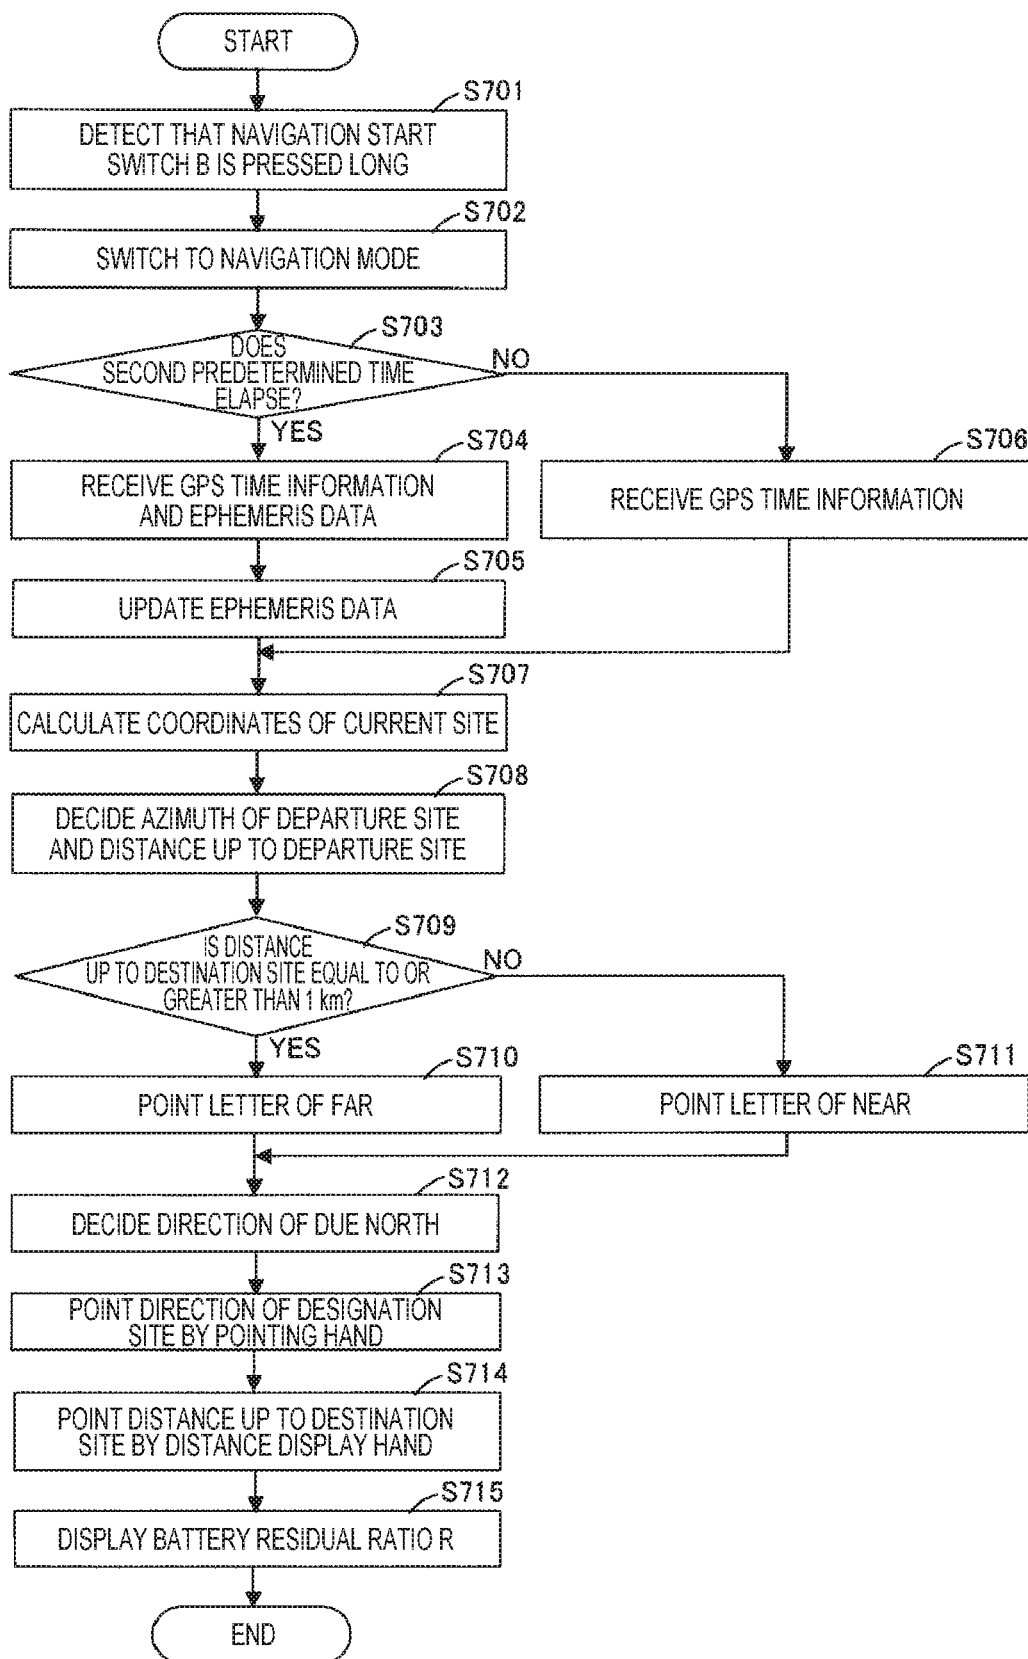 START
S701
DETECT THAT NAVIGATION START
SWITCH B IS PRESSED LONG
S702
SWITCH TO NAVIGATION MODE
S703
DOES
SECOND PREDETERMINED TIME
ELAPSE?
NO
YES
S704
RECEIVE GPS TIME INFORMATION
AND EPHEMERIS DATA
S706
RECEIVE GPS TIME INFORMATION
S705
UPDATE EPHEMERIS DATA
S707
CALCULATE COORDINATES OF CURRENT SITE
S708
DECIDE AZIMUTH OF DEPARTURE SITE
AND DISTANCE UP TO DEPARTURE SITE
S709
IS DISTANCE
UP TO DESTINATION SITE EQUAL TO OR
GREATER THAN 1 km?
NO
YES
S710
POINT LETTER OF FAR
S711
POINT LETTER OF NEAR
S712
DECIDE DIRECTION OF DUE NORTH
S713
POINT DIRECTION OF DESIGNATION
SITE BY POINTING HAND
S714
POINT DISTANCE UP TO DESTINATION
SITE BY DISTANCE DISPLAY HAND
S715
DISPLAY BATTERY RESIDUAL RATIO R
END